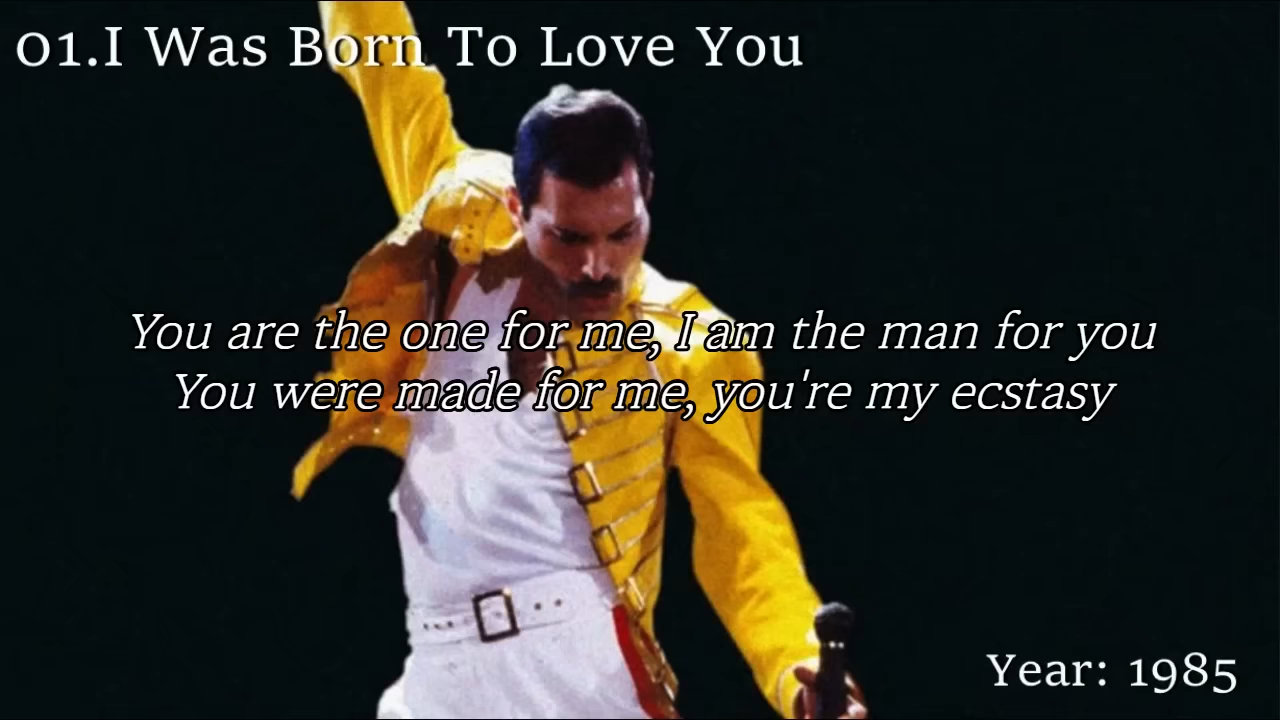 01.I Was Born To Love You
You are the one for me, I am the man for you
You were made for me, you're my ecstasy
Year: 1985